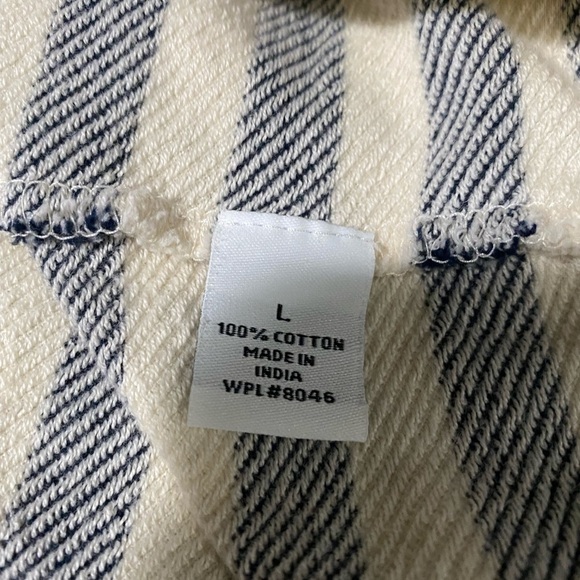 L
100% COTTON
MADE IN
INDIA
WPL#8046